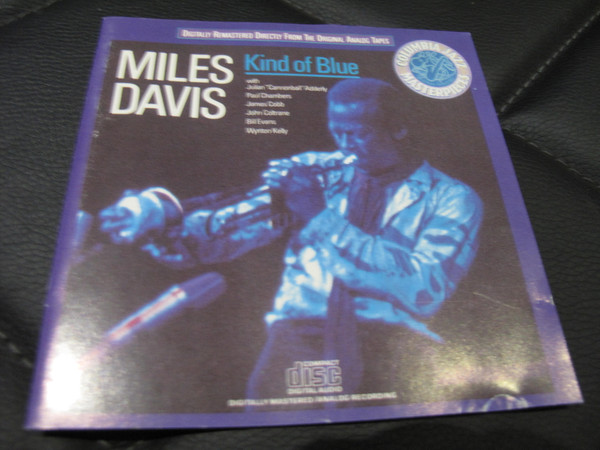 DIGITALLY REMASTERED DIRECTLY FROM THE ORIGINAL ANALOG TAPES
MILES
DAVIS
Kind of Blue
with
Julian "Cannonball" Adderly
Paul Chambers
James Cobb
John Coltrane
Bill Evans
Wynton Kelly
COLUMBIA JAZZ
MASTERPIECES
COMPACT
disc
DIGITAL AUDIO
DIGITALLY MASTERED/ANALOG RECORDING